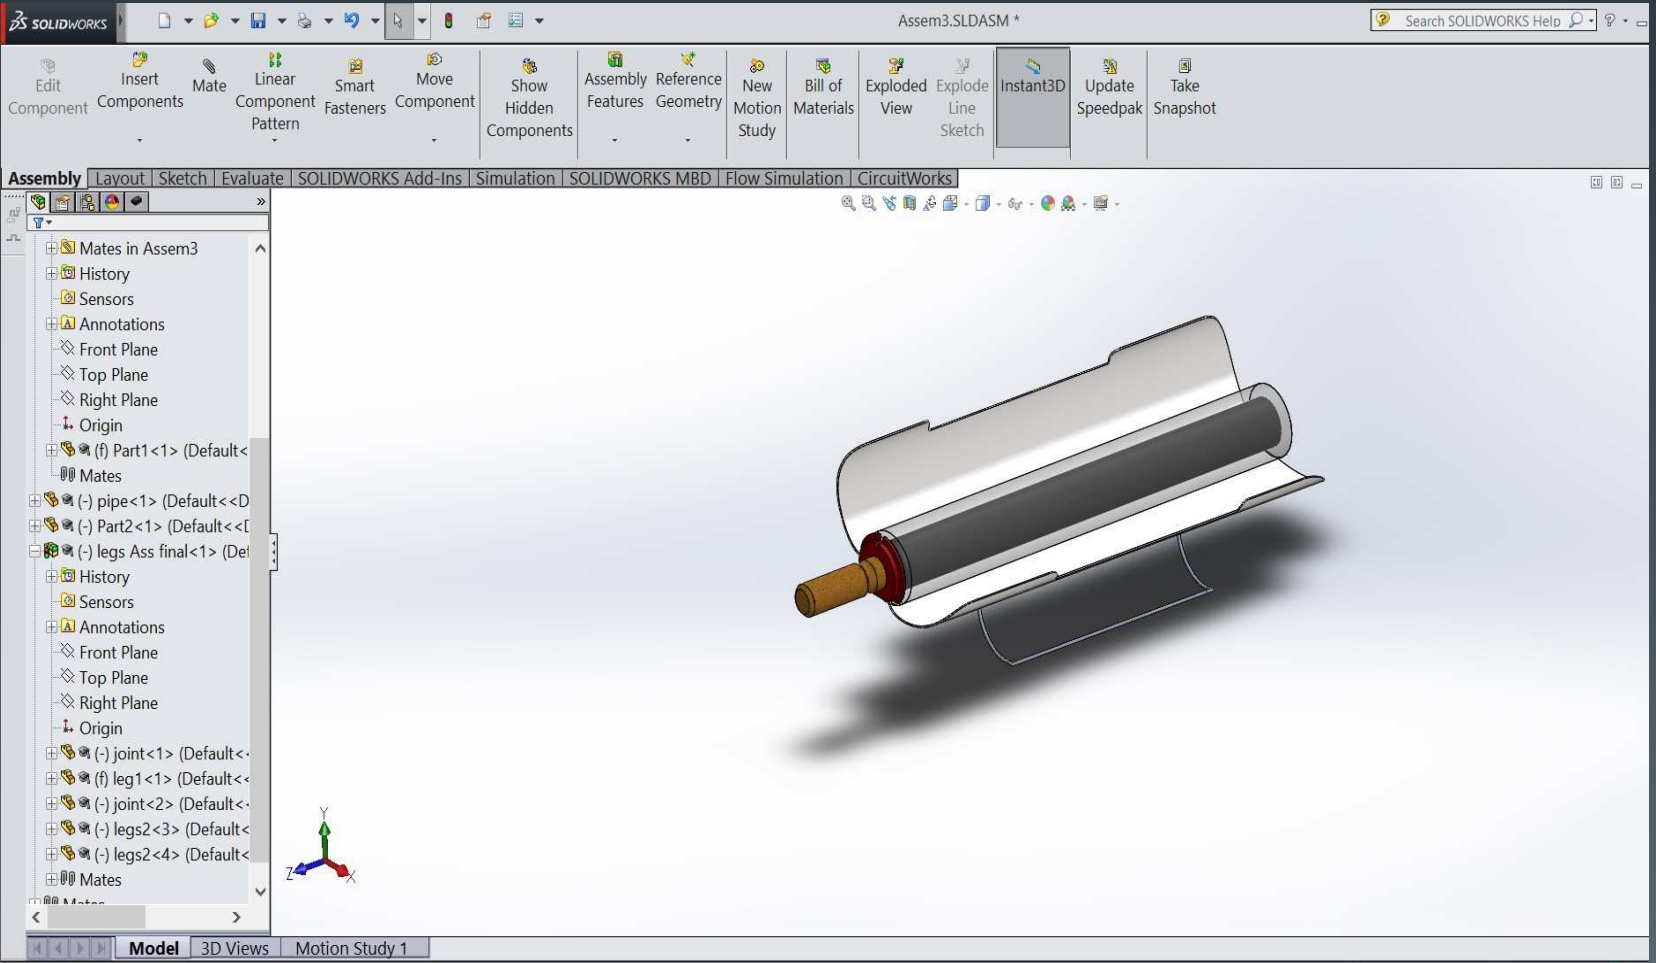 SOLIDWORKS
Assem3.SLDASM *
Search SOLIDWORKS Help
?
Edit Component
Insert Components
Mate
Linear Component Pattern
Smart Fasteners
Move Component
Show Hidden Components
Assembly Features
Reference Geometry
New Motion Study
Bill of Materials
Exploded View
Explode Line Sketch
Instant3D
Update Speedpak
Take Snapshot
Assembly Layout Sketch Evaluate SOLIDWORKS Add-Ins Simulation SOLIDWORKS MBD Flow Simulation CircuitWorks
Mates in Assem3
History
Sensors
Annotations
Front Plane
Top Plane
Right Plane
Origin
(f) Part1<1> (Default<
Mates
(-) pipe<1> (Default<<D
(-) Part2<1> (Default<<D
(-) legs Ass final<1> (Def
History
Sensors
Annotations
Front Plane
Top Plane
Right Plane
Origin
(-) joint<1> (Default<
(f) leg1<1> (Default<<
(-) joint<2> (Default<
(-) legs2<3> (Default<
(-) legs2<4> (Default<
Mates
Mates
Y
Z
X
Model 3D Views Motion Study 1